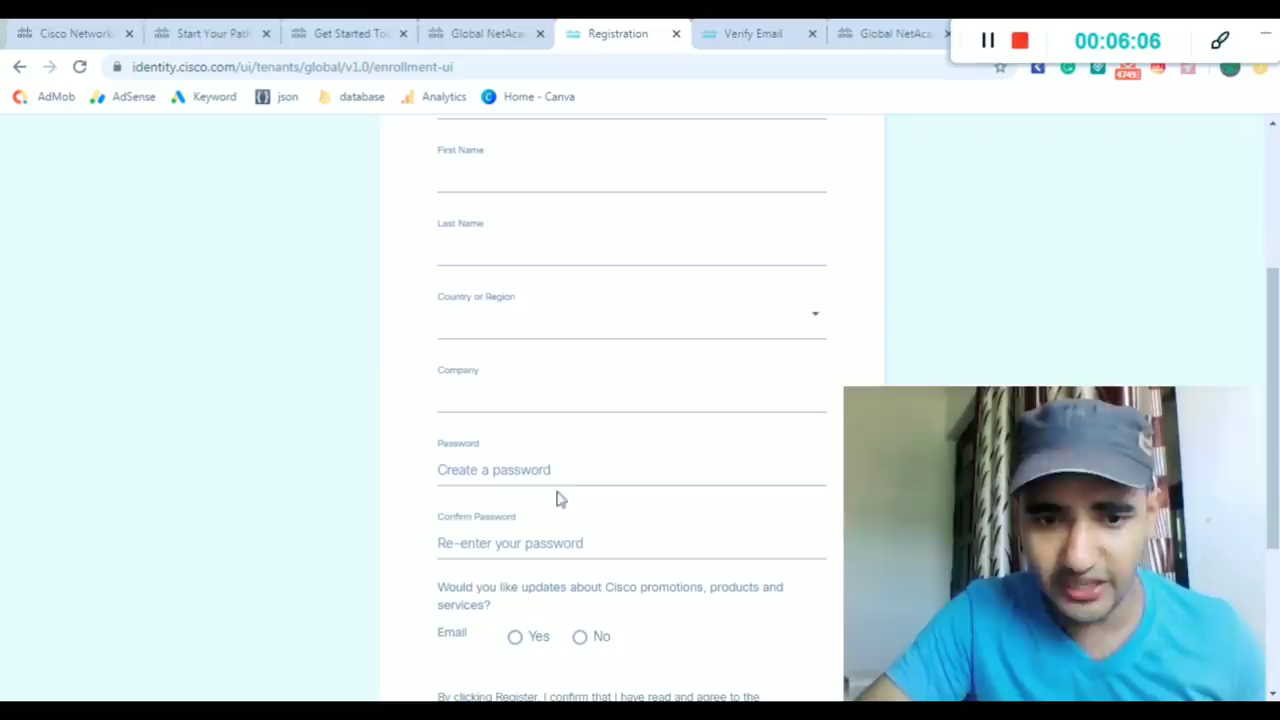 Cisco Network
Start Your Path
Get Started To
Global NetAca
Registration
Verify Email
Global NetAca
00:06:06
identity.cisco.com/ui/tenants/global/v1.0/enrollment-ui
AdMob
AdSense
Keyword
json
database
Analytics
Home - Canva
First Name
Last Name
Country or Region
Company
Password
Create a password
Confirm Password
Re-enter your password
Would you like updates about Cisco promotions, products and
services?
Email
Yes
No
By clicking Register, I confirm that I have read and agree to the